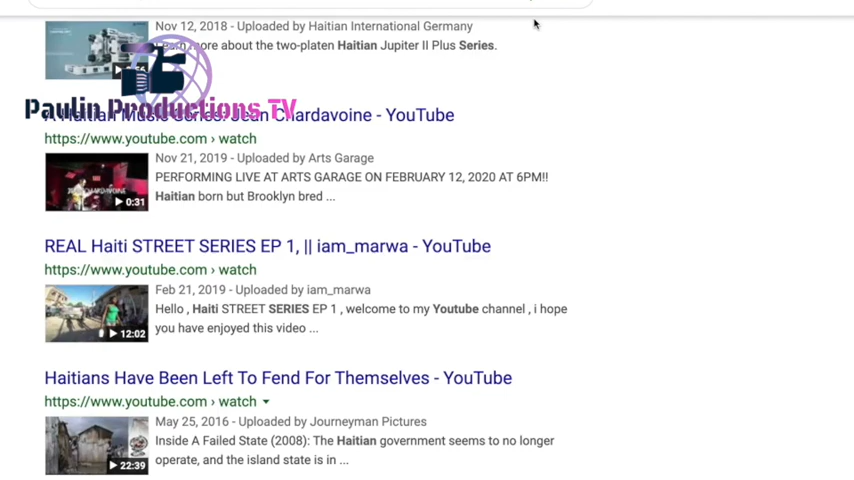 Nov 12, 2018 - Uploaded by Haitian International Germany
Learn more about the two-platen Haitian Jupiter II Plus Series.
Paulin Productions TV
A Haitian Music Series: Jean Chardavoine - YouTube
https://www.youtube.com › watch
Nov 21, 2019 - Uploaded by Arts Garage
PERFORMING LIVE AT ARTS GARAGE ON FEBRUARY 12, 2020 AT 6PM!!
0:31
Haitian born but Brooklyn bred ...
REAL Haiti STREET SERIES EP 1, || iam_marwa - YouTube
https://www.youtube.com › watch
Feb 21, 2019 - Uploaded by iam_marwa
Hello , Haiti STREET SERIES EP 1 , welcome to my Youtube channel , i hope
you have enjoyed this video ...
12:02
Haitians Have Been Left To Fend For Themselves - YouTube
https://www.youtube.com › watch
May 25, 2016 - Uploaded by Journeyman Pictures
Inside A Failed State (2008): The Haitian government seems to no longer
operate, and the island state is in ...
22:39